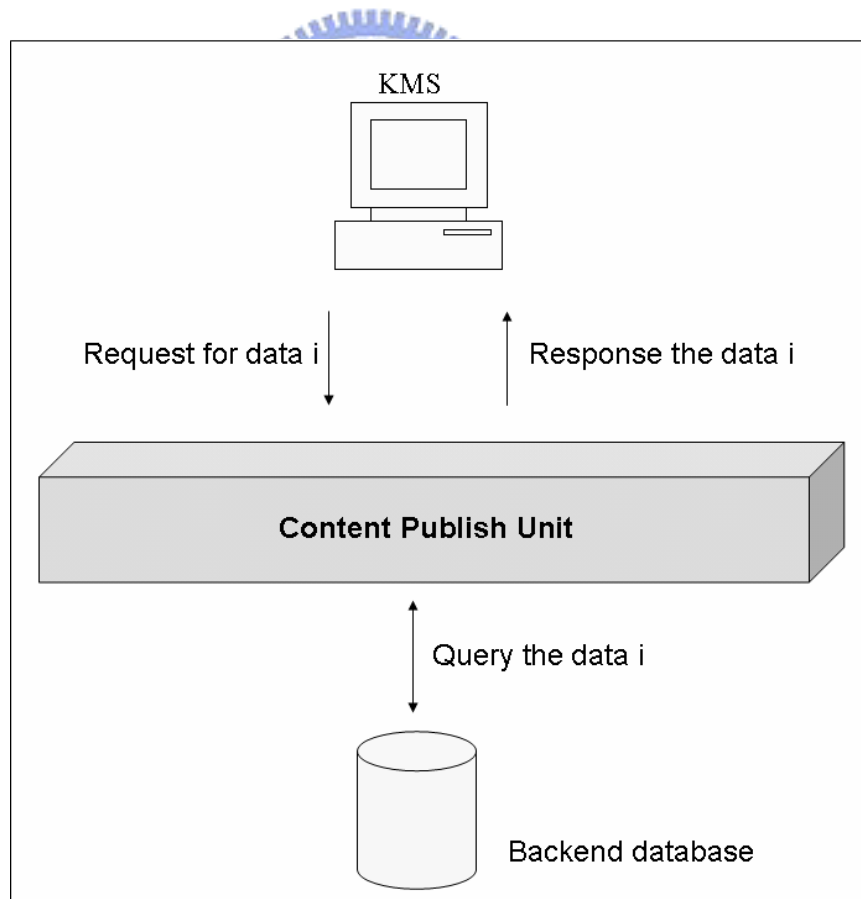 KMS
Request for data i
Response the data i
Content Publish Unit
Query the data i
Backend database